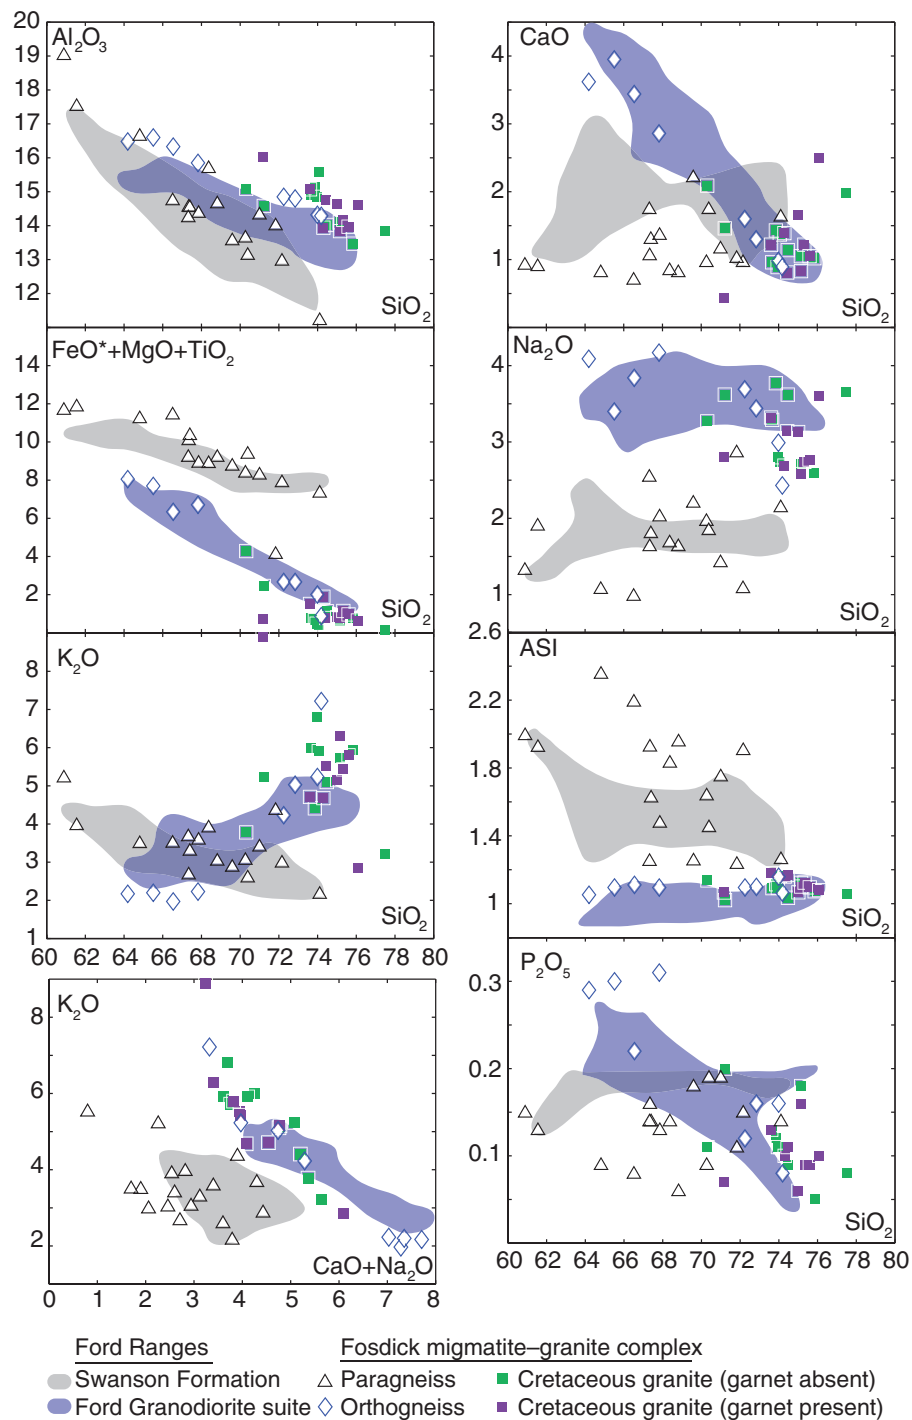 20
19
18
17
16
15
14
13
12
Al2O3
SiO2
4
3
2
1
CaO
SiO2
14
12
10
8
6
4
2
FeO*+MgO+TiO2
SiO2
4
3
2
1
Na2O
SiO2
8
7
6
5
4
3
2
1
K2O
SiO2
60 62 64 66 68 70 72 74 76 78 80
2.6
2.2
1.8
1.4
1
ASI
SiO2
8
6
4
2
K2O
CaO+Na2O
0 1 2 3 4 5 6 7 8
0.3
0.2
0.1
P2O5
SiO2
60 62 64 66 68 70 72 74 76 78 80
Ford Ranges
Swanson Formation
Ford Granodiorite suite
Fosdick migmatite–granite complex
Paragneiss
Orthogneiss
Cretaceous granite (garnet absent)
Cretaceous granite (garnet present)